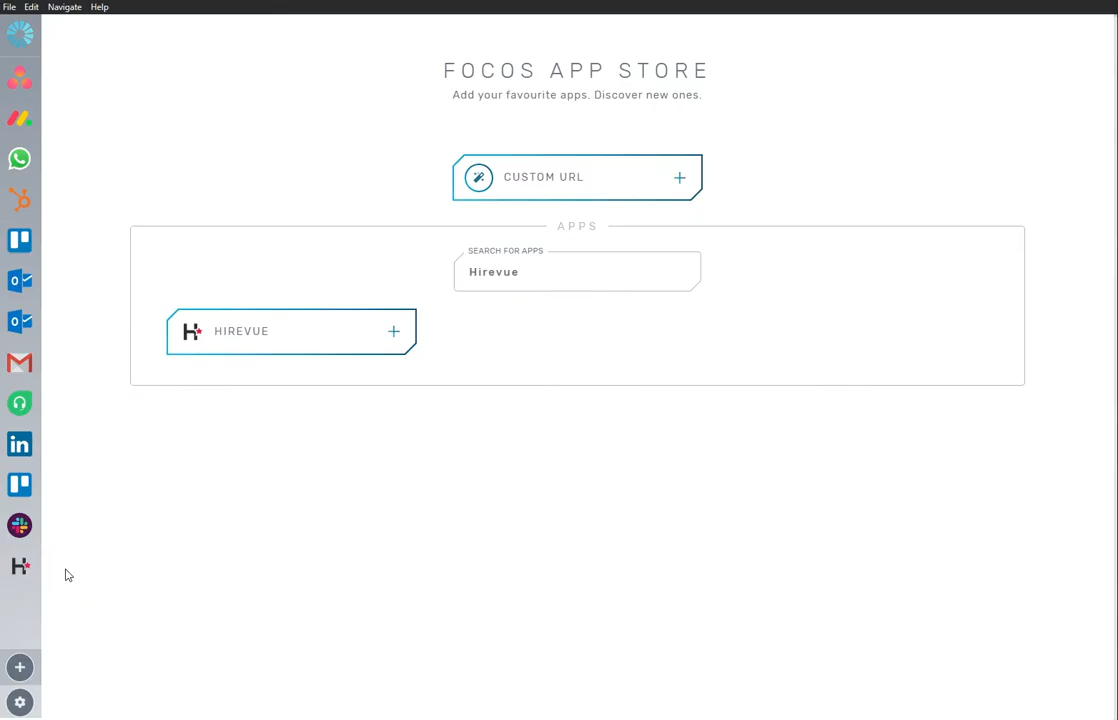 File Edit Navigate Help
FOCOS APP STORE
Add your favourite apps. Discover new ones.
CUSTOM URL
APPS
SEARCH FOR APPS
Hirevue
HIREVUE